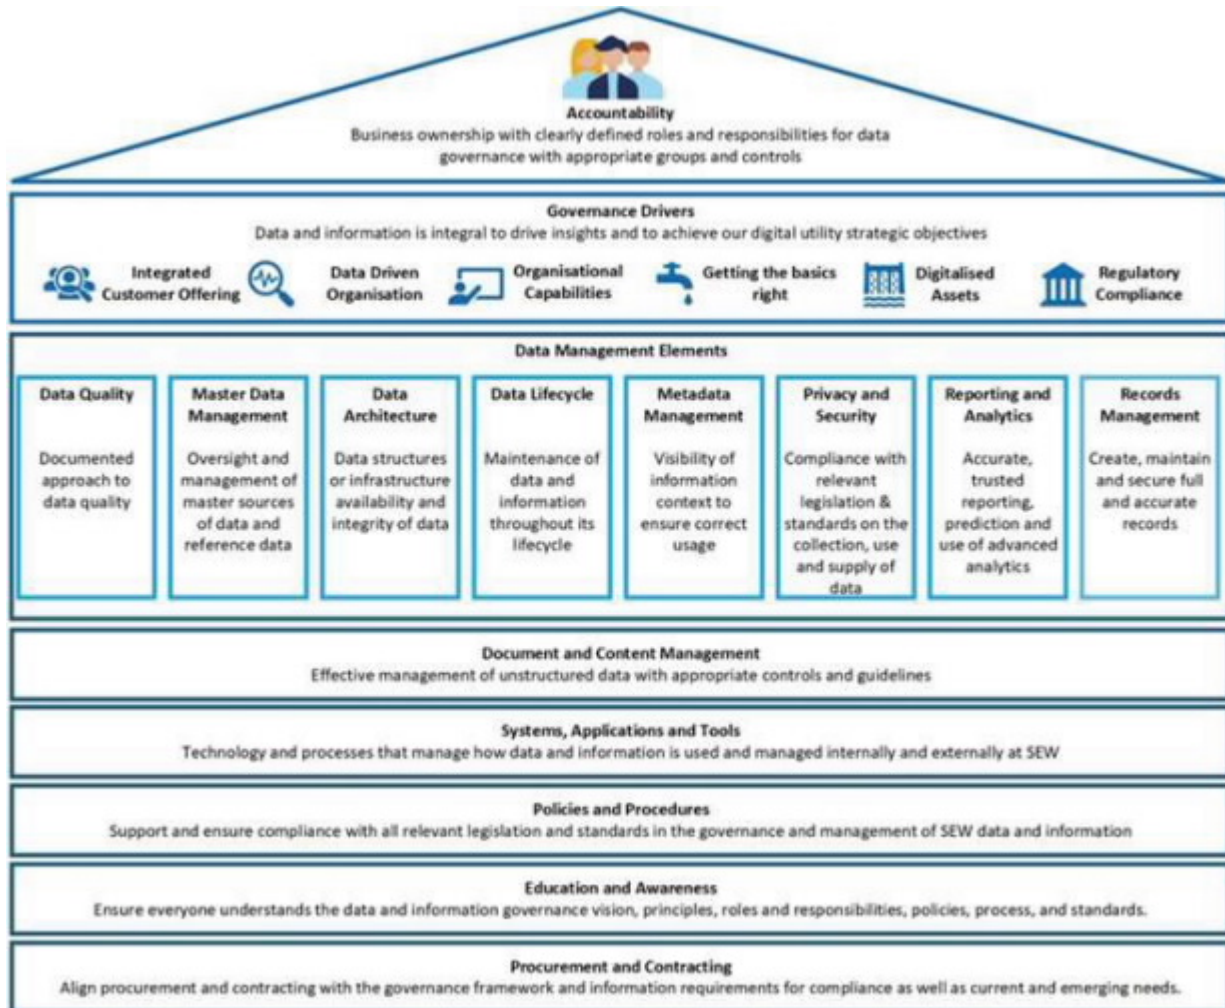 Accountability
Business ownership with clearly defined roles and responsibilities for data
governance with appropriate groups and controls
Governance Drivers
Data and information is integral to drive insights and to achieve our digital utility strategic objectives
Integrated
Customer Offering
Data Driven
Organisation
Organisational
Capabilities
Getting the basics
right
Digitalised
Assets
Regulatory
Compliance
Data Management Elements
Data Quality
Documented
approach to
data quality
Master Data
Management
Oversight and
management of
master sources
of data and
reference data
Data
Architecture
Data structures
or infrastructure
availability and
integrity of data
Data Lifecycle
Maintenance of
data and
information
throughout its
lifecycle
Metadata
Management
Visibility of
information
context to
ensure correct
usage
Privacy and
Security
Compliance with
relevant
legislation &
standards on the
collection, use
and supply of
data
Reporting and
Analytics
Accurate,
trusted
reporting,
prediction and
use of advanced
analytics
Records
Management
Create, maintain
and secure full
and accurate
records
Document and Content Management
Effective management of unstructured data with appropriate controls and guidelines
Systems, Applications and Tools
Technology and processes that manage how data and information is used and managed internally and externally at SEW
Policies and Procedures
Support and ensure compliance with all relevant legislation and standards in the governance and management of SEW data and information
Education and Awareness
Ensure everyone understands the data and information governance vision, principles, roles and responsibilities, policies, process, and standards.
Procurement and Contracting
Align procurement and contracting with the governance framework and information requirements for compliance as well as current and emerging needs.